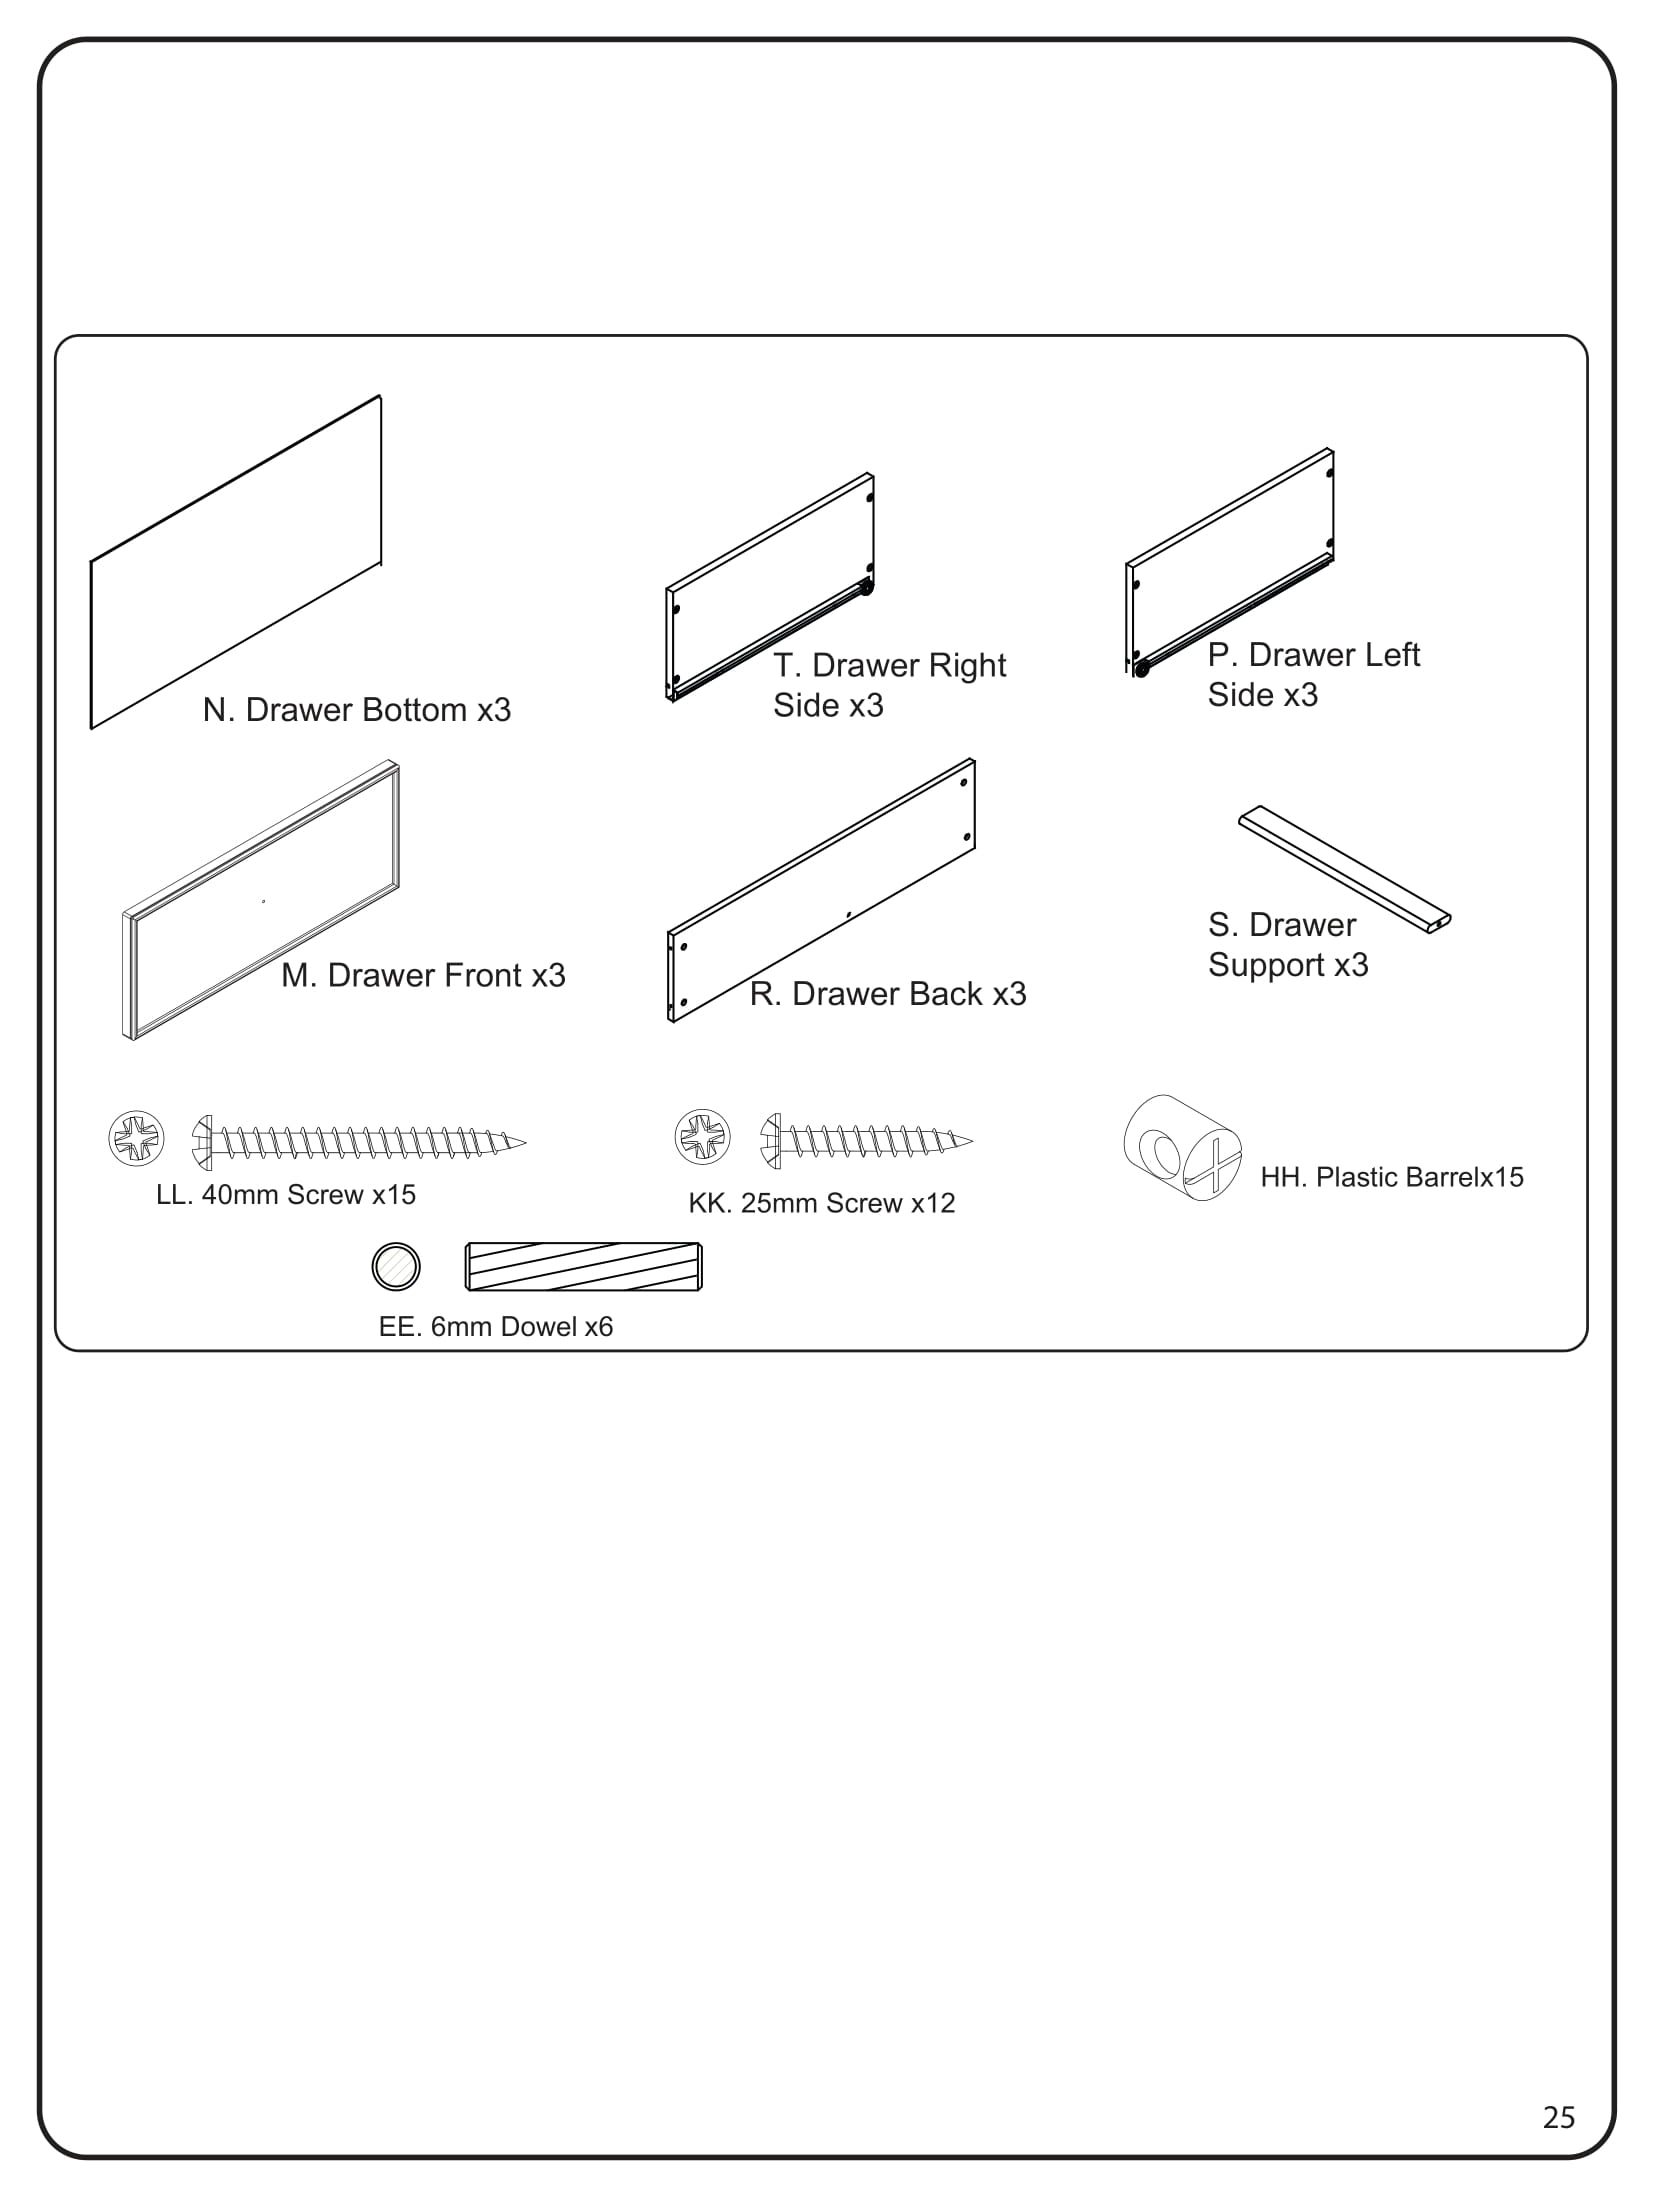 N. Drawer Bottom x3
T. Drawer Right
Side x3
P. Drawer Left
Side x3
M. Drawer Front x3
R. Drawer Back x3
S. Drawer
Support x3
LL. 40mm Screw x15
KK. 25mm Screw x12
HH. Plastic Barrelx15
EE. 6mm Dowel x6
25